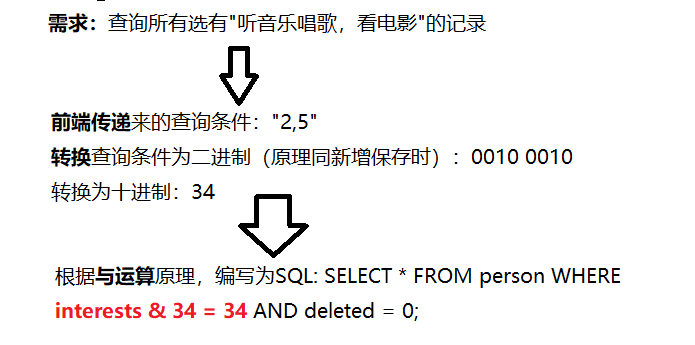 需求：查询所有选有"听音乐唱歌，看电影"的记录
前端传递来的查询条件："2,5"
转换查询条件为二进制（原理同新增保存时）：0010 0010
转换为十进制：34
根据与运算原理，编写为SQL: SELECT * FROM person WHERE
interests & 34 = 34 AND deleted = 0;